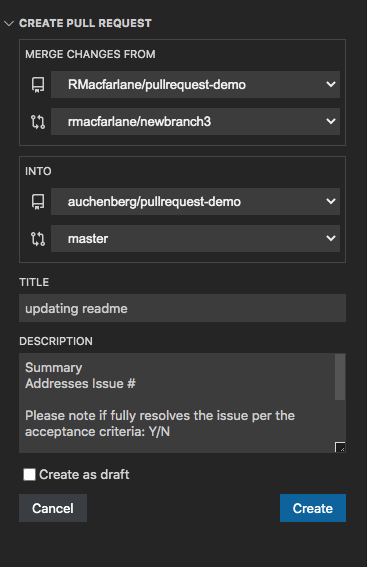 CREATE PULL REQUEST
MERGE CHANGES FROM
RMacfarlane/pullrequest-demo
rmacfarlane/newbranch3
INTO
auchenberg/pullrequest-demo
master
TITLE
updating readme
DESCRIPTION
Summary
Addresses Issue #
Please note if fully resolves the issue per the
acceptance criteria: Y/N
Create as draft
Cancel Create